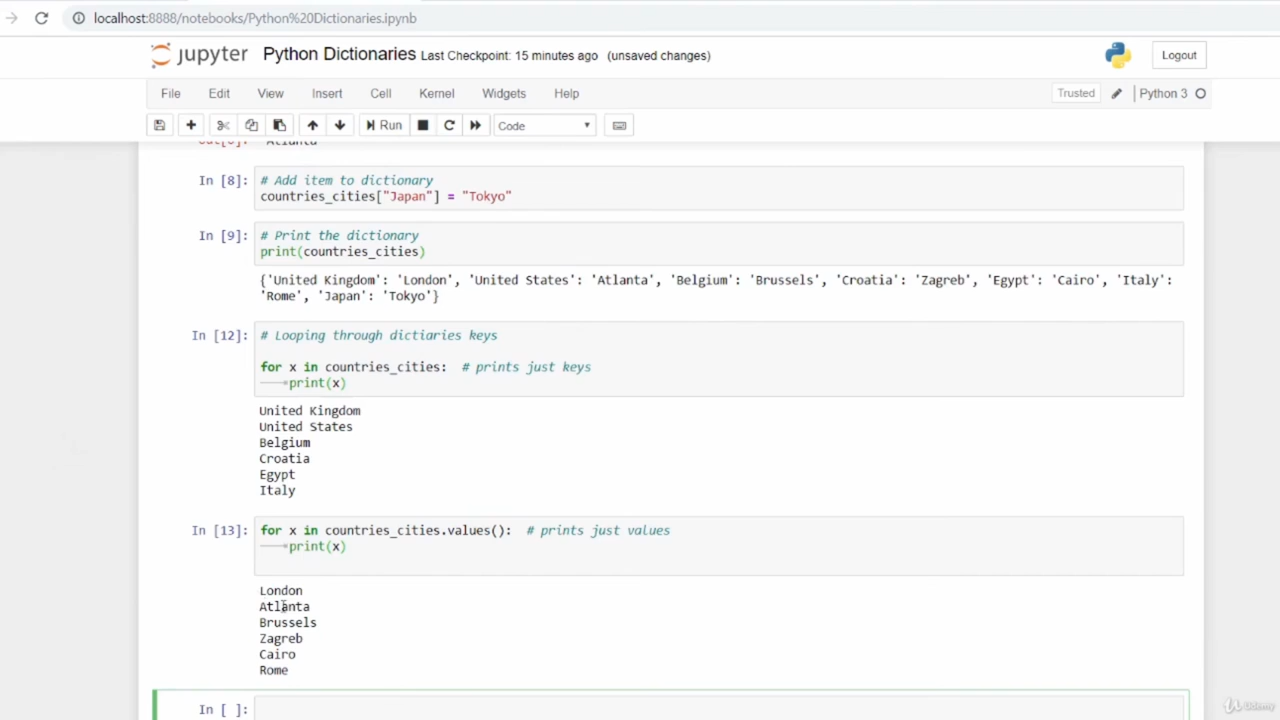 localhost:8888/notebooks/Python%20Dictionaries.ipynb
jupyter Python Dictionaries Last Checkpoint: 15 minutes ago (unsaved changes) Logout
File Edit View Insert Cell Kernel Widgets Help Trusted Python 3
Run Code
Out[6]: Atlanta
In [8]: # Add item to dictionary
countries_cities["Japan"] = "Tokyo"
In [9]: # Print the dictionary
print(countries_cities)
{'United Kingdom': 'London', 'United States': 'Atlanta', 'Belgium': 'Brussels', 'Croatia': 'Zagreb', 'Egypt': 'Cairo', 'Italy':
'Rome', 'Japan': 'Tokyo'}
In [12]: # Looping through dictiaries keys
for x in countries_cities: # prints just keys
print(x)
United Kingdom
United States
Belgium
Croatia
Egypt
Italy
In [13]: for x in countries_cities.values(): # prints just values
print(x)
London
Atlanta
Brussels
Zagreb
Cairo
Rome
In [ ]:
Udemy